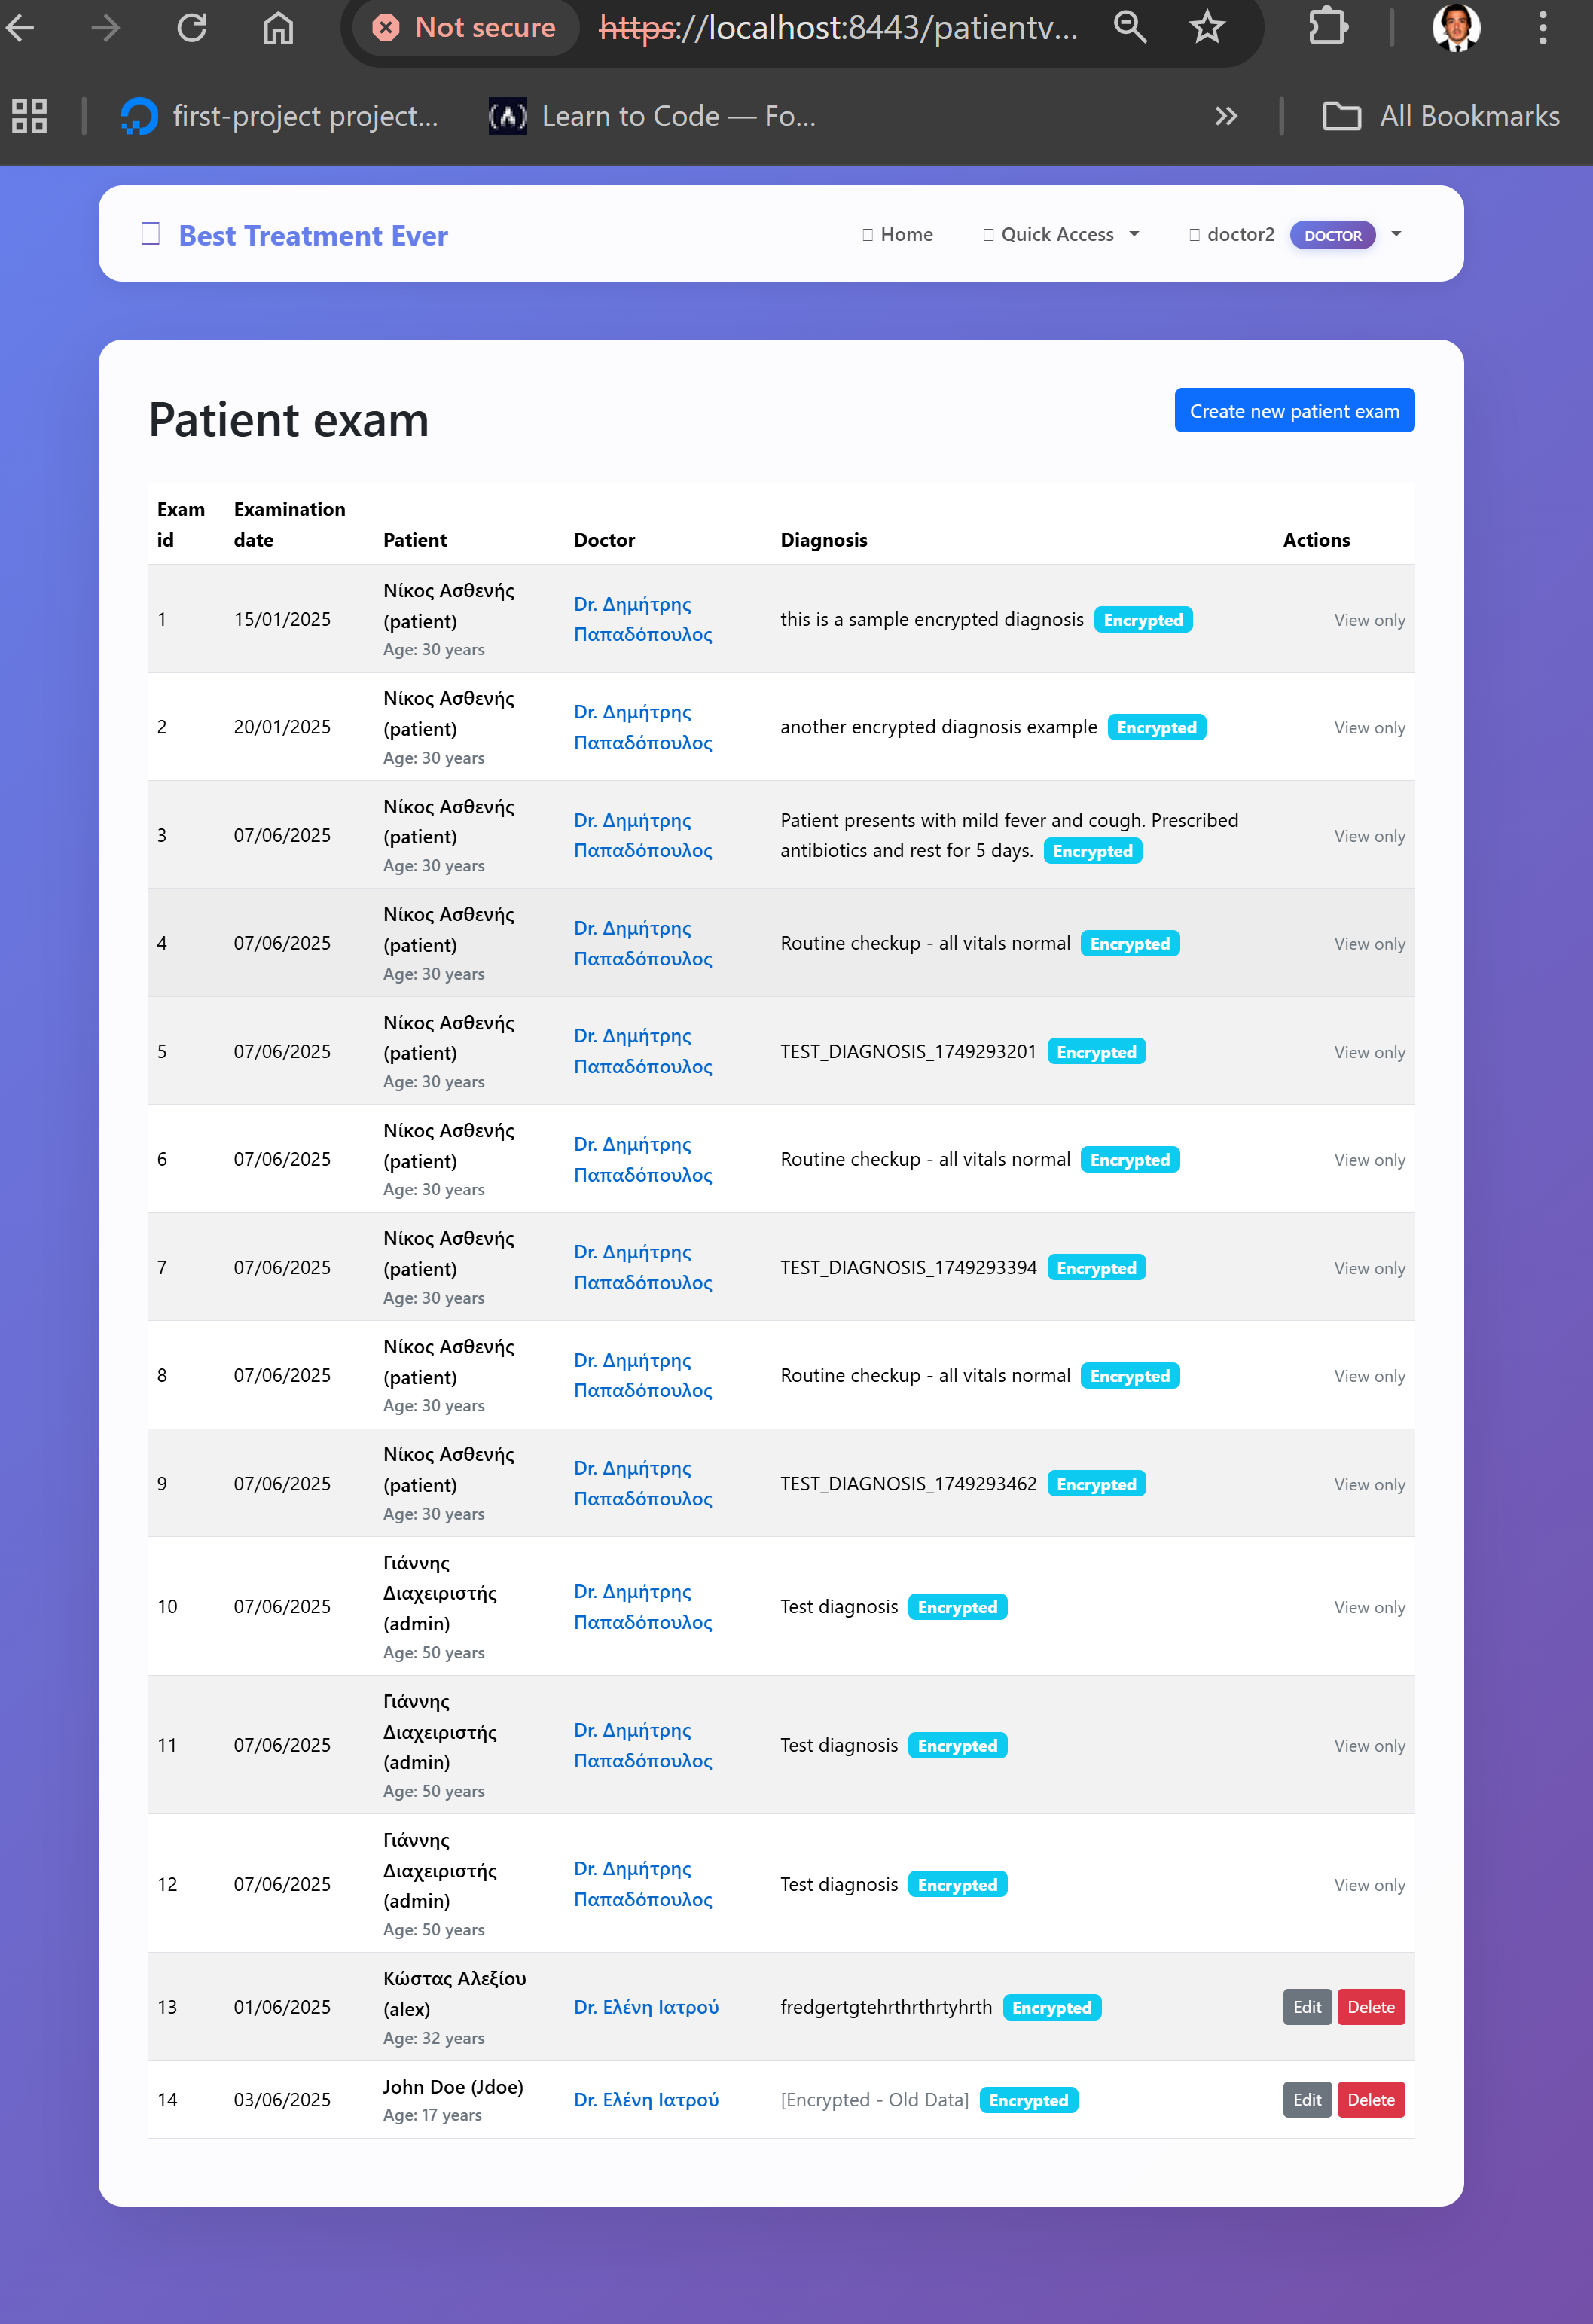 Not secure
https://localhost:8443/patientv...
first-project project...
Learn to Code — Fo...
All Bookmarks
Best Treatment Ever
Home
Quick Access
doctor2 DOCTOR
Patient exam
Create new patient exam
Exam id
Examination date
Patient
Doctor
Diagnosis
Actions
1
15/01/2025
Νίκος Ασθενής
(patient)
Age: 30 years
Dr. Δημήτρης
Παπαδόπουλος
this is a sample encrypted diagnosis Encrypted
View only
2
20/01/2025
Νίκος Ασθενής
(patient)
Age: 30 years
Dr. Δημήτρης
Παπαδόπουλος
another encrypted diagnosis example Encrypted
View only
3
07/06/2025
Νίκος Ασθενής
(patient)
Age: 30 years
Dr. Δημήτρης
Παπαδόπουλος
Patient presents with mild fever and cough. Prescribed
antibiotics and rest for 5 days. Encrypted
View only
4
07/06/2025
Νίκος Ασθενής
(patient)
Age: 30 years
Dr. Δημήτρης
Παπαδόπουλος
Routine checkup - all vitals normal Encrypted
View only
5
07/06/2025
Νίκος Ασθενής
(patient)
Age: 30 years
Dr. Δημήτρης
Παπαδόπουλος
TEST_DIAGNOSIS_1749293201 Encrypted
View only
6
07/06/2025
Νίκος Ασθενής
(patient)
Age: 30 years
Dr. Δημήτρης
Παπαδόπουλος
Routine checkup - all vitals normal Encrypted
View only
7
07/06/2025
Νίκος Ασθενής
(patient)
Age: 30 years
Dr. Δημήτρης
Παπαδόπουλος
TEST_DIAGNOSIS_1749293394 Encrypted
View only
8
07/06/2025
Νίκος Ασθενής
(patient)
Age: 30 years
Dr. Δημήτρης
Παπαδόπουλος
Routine checkup - all vitals normal Encrypted
View only
9
07/06/2025
Νίκος Ασθενής
(patient)
Age: 30 years
Dr. Δημήτρης
Παπαδόπουλος
TEST_DIAGNOSIS_1749293462 Encrypted
View only
10
07/06/2025
Γιάννης
Διαχειριστής
(admin)
Age: 50 years
Dr. Δημήτρης
Παπαδόπουλος
Test diagnosis Encrypted
View only
11
07/06/2025
Γιάννης
Διαχειριστής
(admin)
Age: 50 years
Dr. Δημήτρης
Παπαδόπουλος
Test diagnosis Encrypted
View only
12
07/06/2025
Γιάννης
Διαχειριστής
(admin)
Age: 50 years
Dr. Δημήτρης
Παπαδόπουλος
Test diagnosis Encrypted
View only
13
01/06/2025
Κώστας Αλεξίου
(alex)
Age: 32 years
Dr. Ελένη Ιατρού
fredgertgtehrthrthrtyhrth Encrypted
Edit Delete
14
03/06/2025
John Doe (Jdoe)
Age: 17 years
Dr. Ελένη Ιατρού
[Encrypted - Old Data] Encrypted
Edit Delete